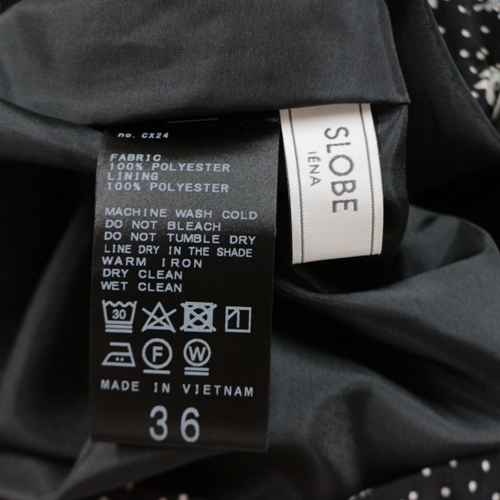 no. CX24
FABRIC
100% POLYESTER
LINING
100% POLYESTER
MACHINE WASH COLD
DO NOT BLEACH
DO NOT TUMBLE DRY
LINE DRY IN THE SHADE
WARM IRON
DRY CLEAN
WET CLEAN
30
F W
MADE IN VIETNAM
36
SLOBE
IÉNA